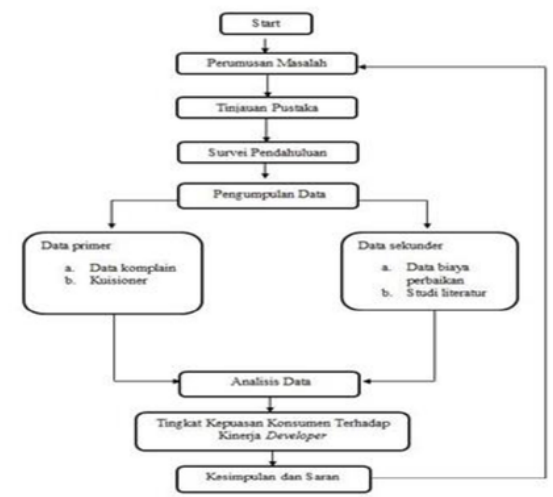 Start
Perumusan Masalah
Tinjauan Pustaka
Survei Pendahuluan
Pengumpulan Data
Data primer
a. Data komplain
b. Kuisioner
Data sekunder
a. Data biaya
perbaikan
b. Studi literatur
Analisis Data
Tingkat Kepuasan Konsumen Terhadap
Kinerja Developer
Kesimpulan dan Saran